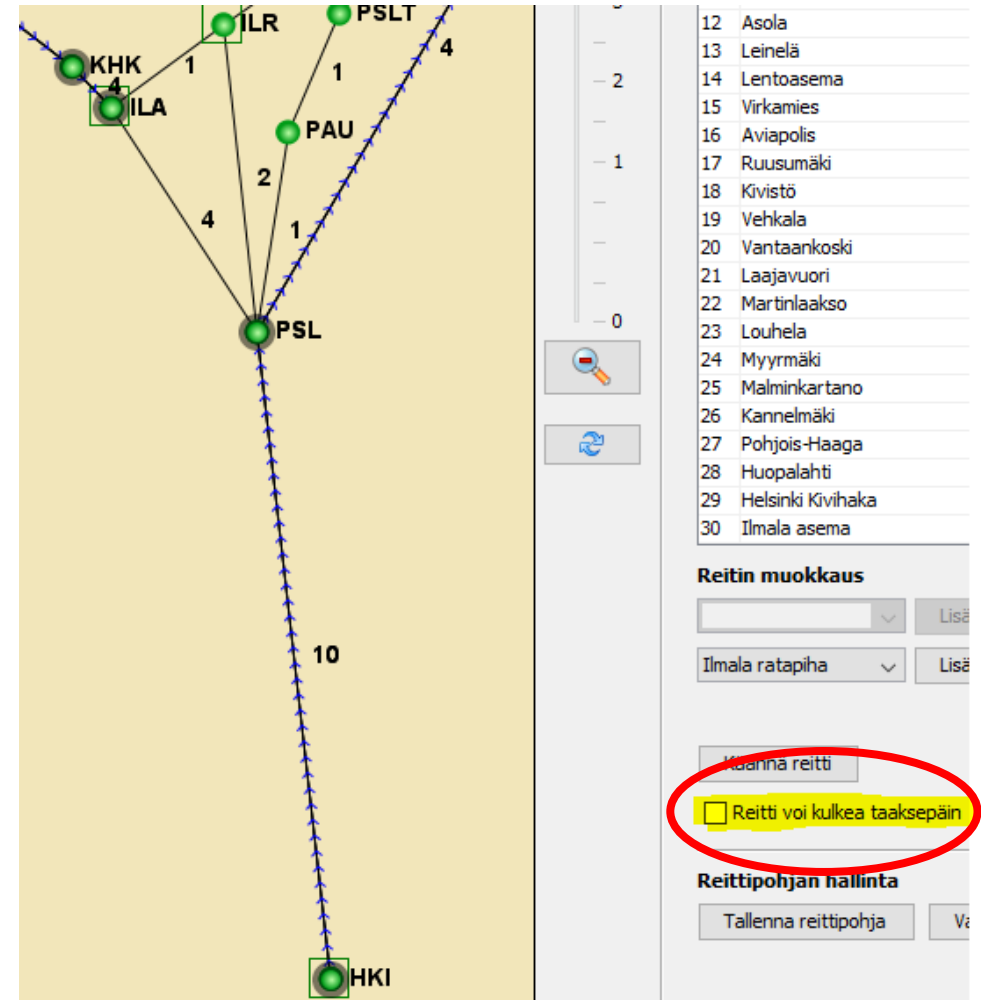 PSLT
ILR
KHK
1
4
4
1
ILA
PAU
2
4
1
PSL
10
HKI
2
1
0
12 Asola
13 Leinelä
14 Lentoasema
15 Virkamies
16 Aviapolis
17 Ruusumäki
18 Kivistö
19 Vehkala
20 Vantaankoski
21 Laajavuori
22 Martinlaakso
23 Louhela
24 Myyrmäki
25 Malminkartano
26 Kannelmäki
27 Pohjois-Haaga
28 Huopalahti
29 Helsinki Kivihaka
30 Ilmala asema
Reitin muokkaus
Ilmala ratapiha
Käännä reitti
Reitti voi kulkea taaksepäin
Reittipohjan hallinta
Tallenna reittipohja